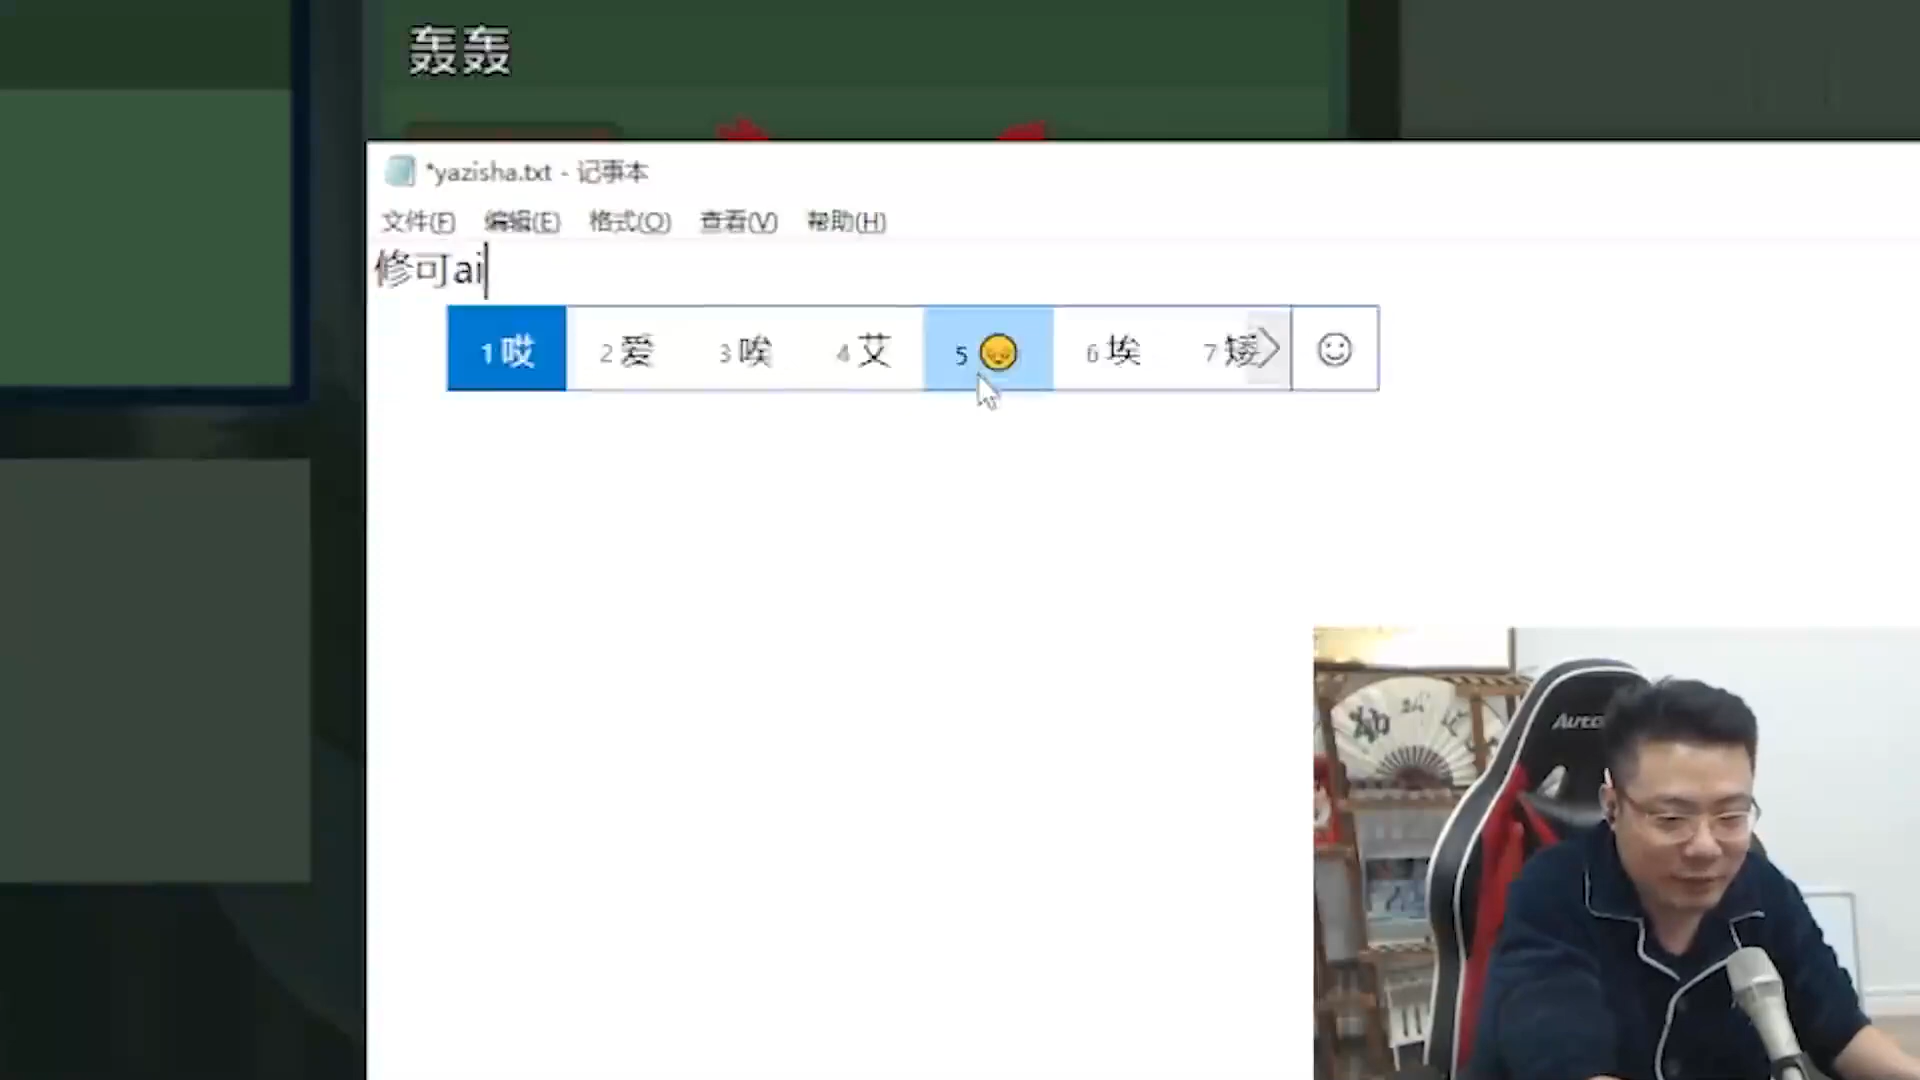 轰轰
*yazisha.txt - 记事本
文件(F) 编辑(E) 格式(O) 查看(V) 帮助(H)
修可ai
1 哎 2 爱 3 唉 4 艾 5 😔 6 埃 7 矮